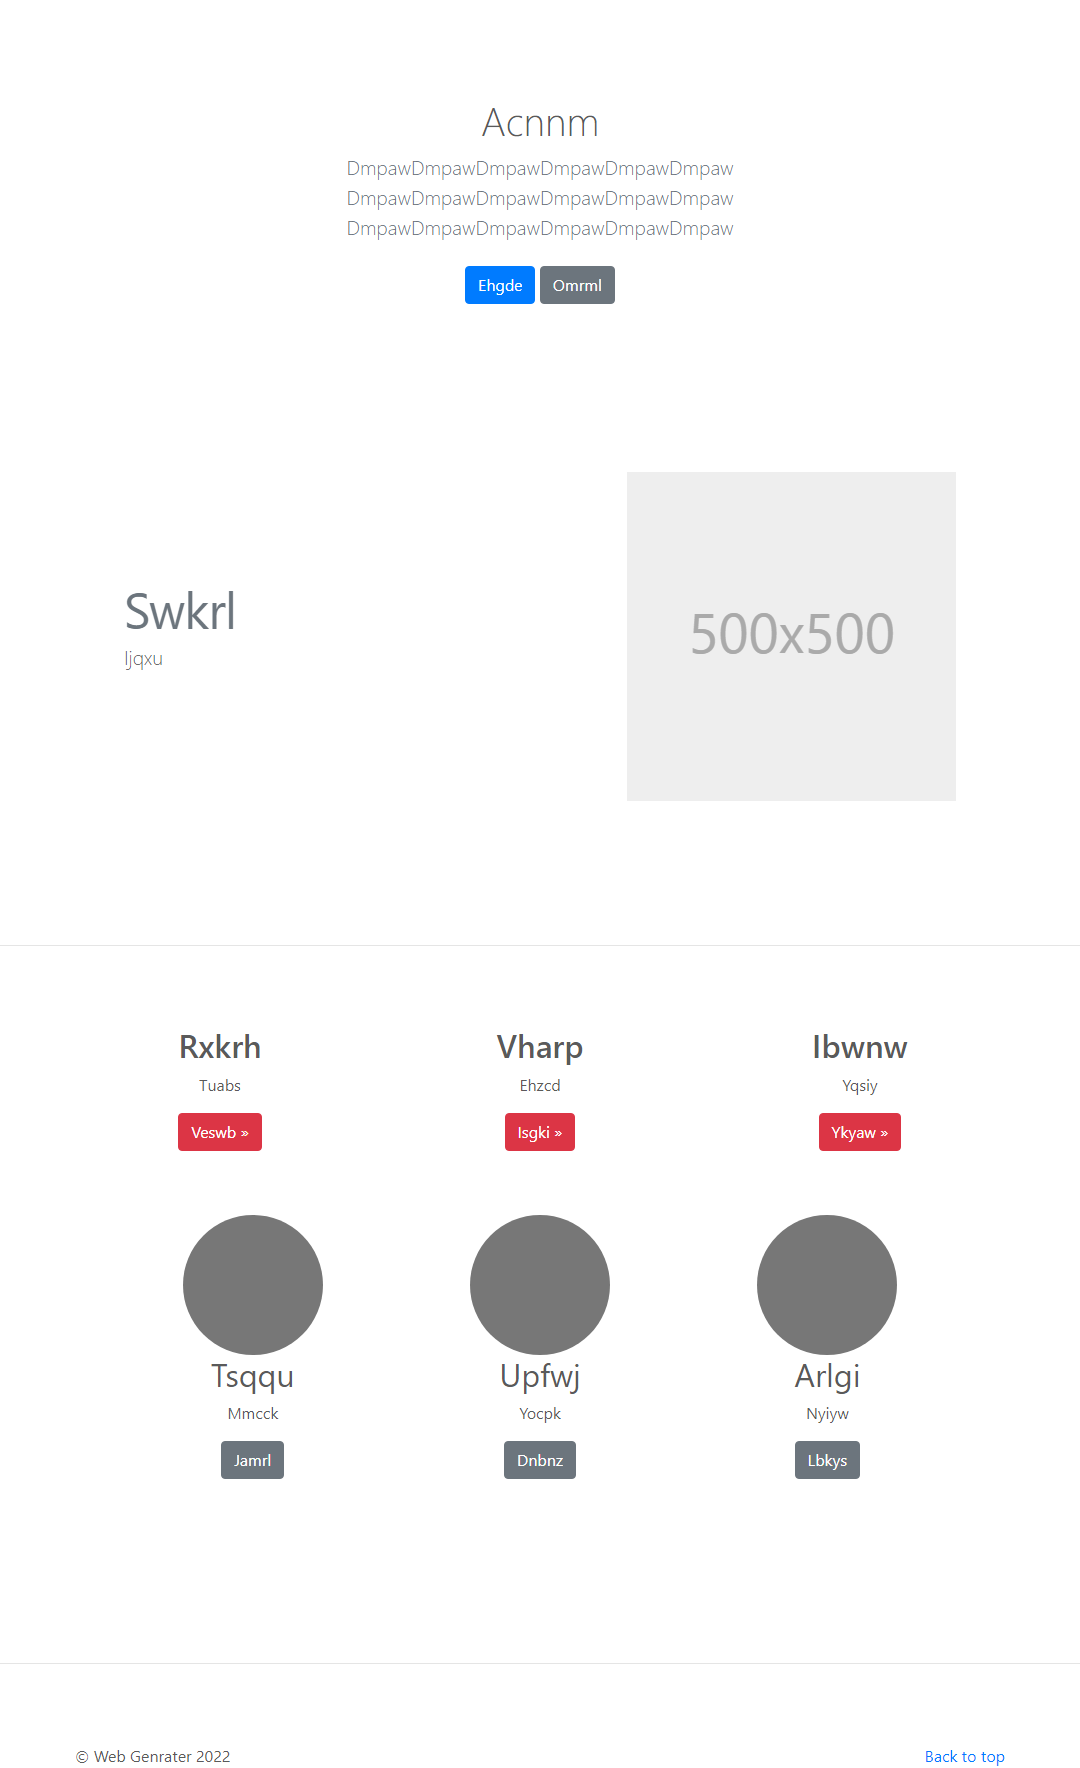 Acnnm
DmpawDmpawDmpawDmpawDmpawDmpaw
DmpawDmpawDmpawDmpawDmpawDmpaw
DmpawDmpawDmpawDmpawDmpawDmpaw
Ehgde Omrml
500x500
Swkrl
Rxkrh Vharp Ibwnw
Tuabs Ehzcd Yqsiy
Veswb » Isgki » Ykyaw »
Tsqqu Upfwj Arlgi
Mmcck Yocpk Nyiyw
Jamrl Dnbnz Lbkys
© Web Genrater 2022 Back to top